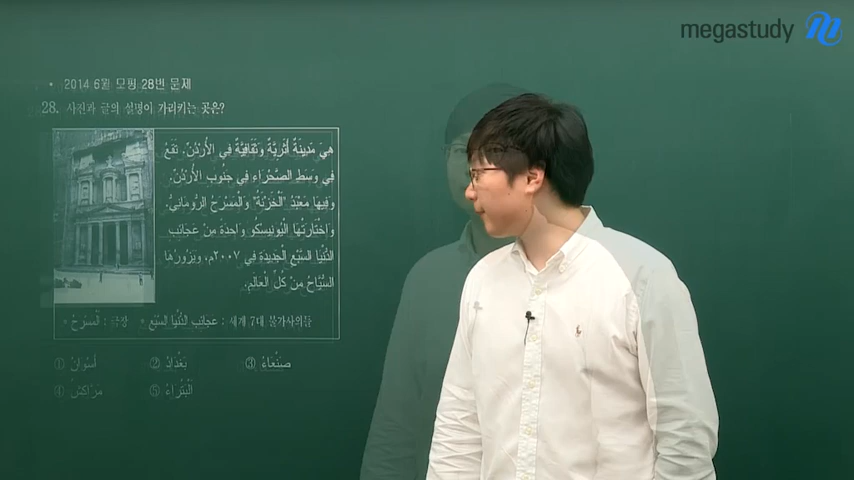 megastudy
• 2014 6월 모평 28번 문제
28. 사진과 글의 설명이 가리키는 곳은?
هِيَ مَدِينَةٌ أَثَرِيَّةٌ وَثَقَافِيَّةٌ فِي الْأُرْدُنّ. تَقَعُ
فِي وَسَطِ الصَّحْرَاءِ فِي جَنُوبِ الْأُرْدُنّ.
وَفِيهَا مَعْبَدُ "الْخَزْنَةُ" وَالْمَسْرَحُ الرُّومَانِيُّ.
وَاخْتَارَتْهَا الْيُونِيسْكُو وَاحِدَةً مِنْ عَجَائِبِ
الدُّنْيَا السَّبْعِ الْجَدِيدَةِ فِي ٢٠٠٧م، وَيَزُورُهَا
السُّيَّاحُ مِنْ كُلِّ الْعَالَمِ.
* الْمَسْرَحُ : 극장 * عَجَائِبُ الدُّنْيَا السَّبْع : 세계 7대 불가사의들
① أَسْوَانُ ② بَغْدَادُ ③ صَنْعَاءُ
④ مَرَاكِشُ ⑤ اَلْبَتْرَاءُ